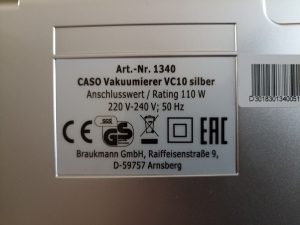 Art.-Nr. 1340
CASO Vakuumierer VC10 silber
Anschlusswert / Rating 110 W
220 V-240 V; 50 Hz
CE SGS GS EAC
Braukmann GmbH, Raiffeisenstraße 9,
D-59757 Arnsberg